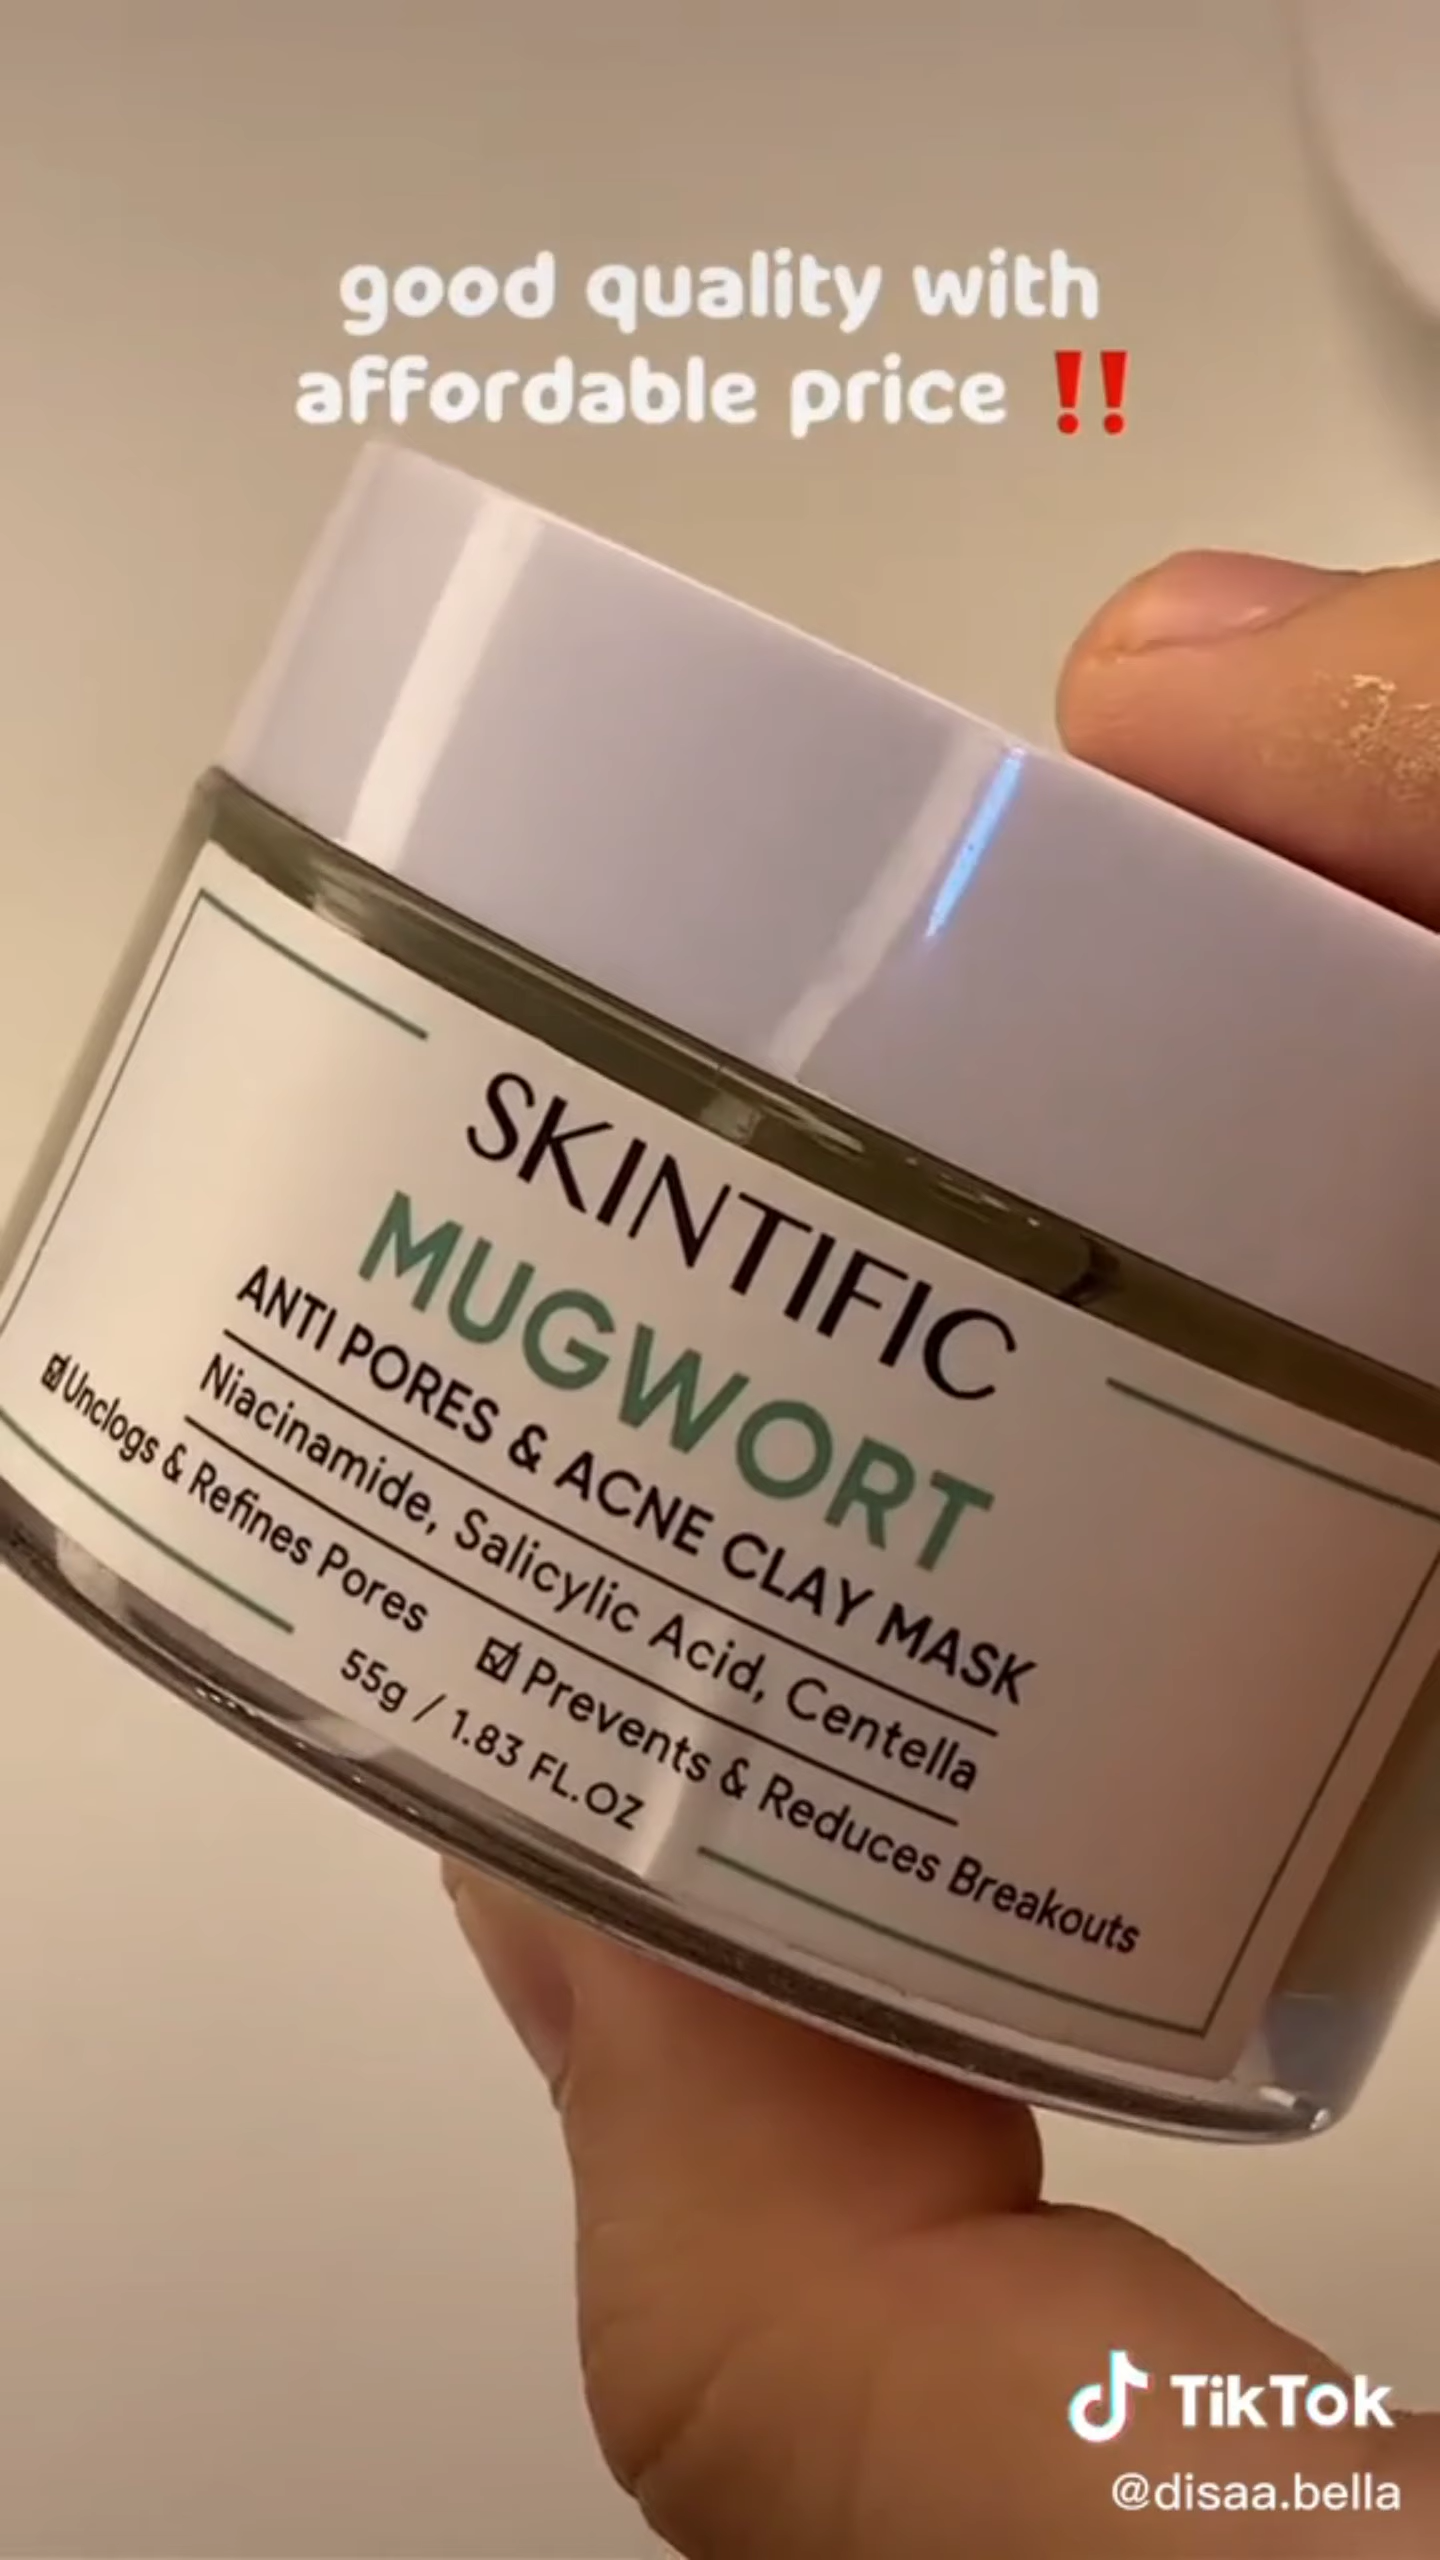 good quality with
affordable price ‼️
SKINTIFIC
MUGWORT
ANTI PORES & ACNE CLAY MASK
Niacinamide, Salicylic Acid, Centella
☑Unclogs & Refines Pores ☑Prevents & Reduces Breakouts
55g / 1.83 FL.OZ
TikTok
@disaa.bella